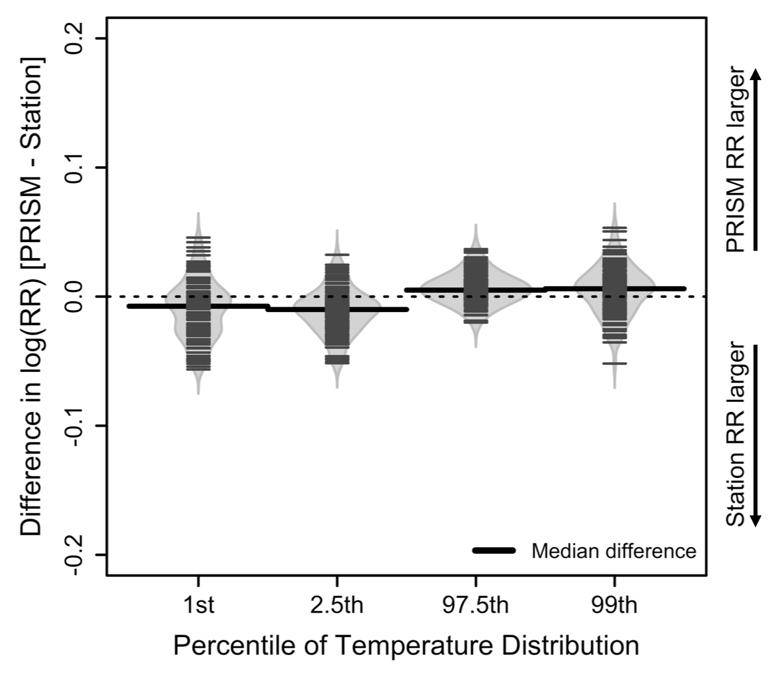 Difference in log(RR) [PRISM - Station]
0.2
0.1
0.0
-0.1
-0.2
PRISM RR larger
Station RR larger
Median difference
1st 2.5th 97.5th 99th
Percentile of Temperature Distribution